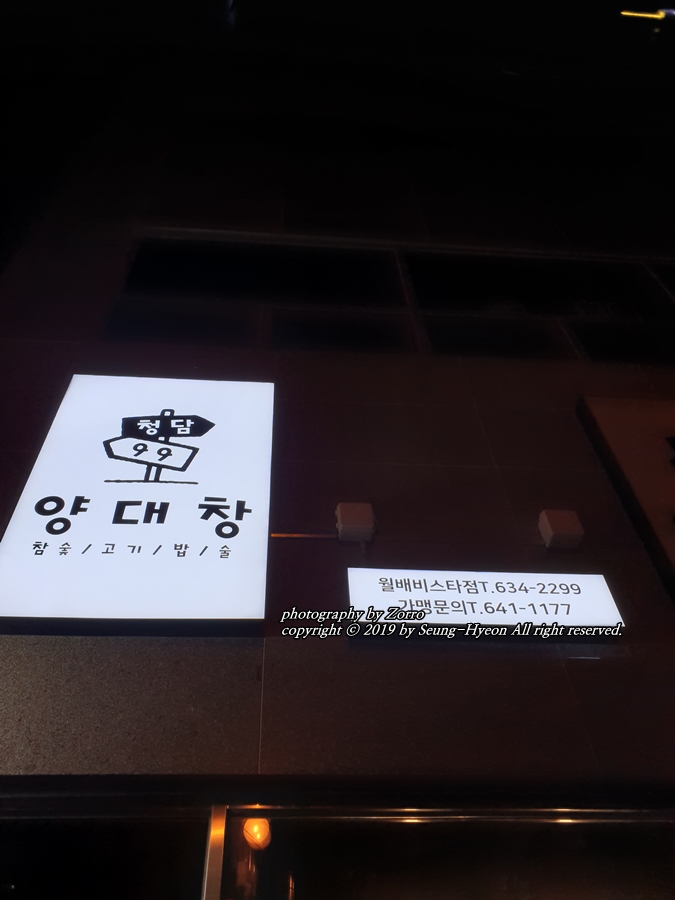 청담
99
양대창
참숯/고기/밥/술
월배비스타점T.634-2299
가맹문의T.641-1177
photography by Zorro
copyright © 2019 by Seung-Hyeon All right reserved.